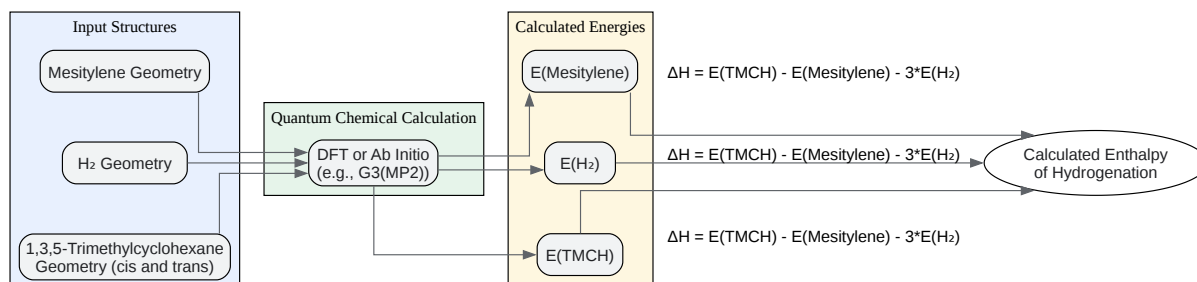 Input Structures
Mesitylene Geometry
H₂ Geometry
1,3,5-Trimethylcyclohexane
Geometry (cis and trans)
Quantum Chemical Calculation
DFT or Ab Initio
(e.g., G3(MP2))
Calculated Energies
E(Mesitylene)
E(H₂)
E(TMCH)
ΔH = E(TMCH) - E(Mesitylene) - 3*E(H₂)
ΔH = E(TMCH) - E(Mesitylene) - 3*E(H₂)
ΔH = E(TMCH) - E(Mesitylene) - 3*E(H₂)
Calculated Enthalpy
of Hydrogenation